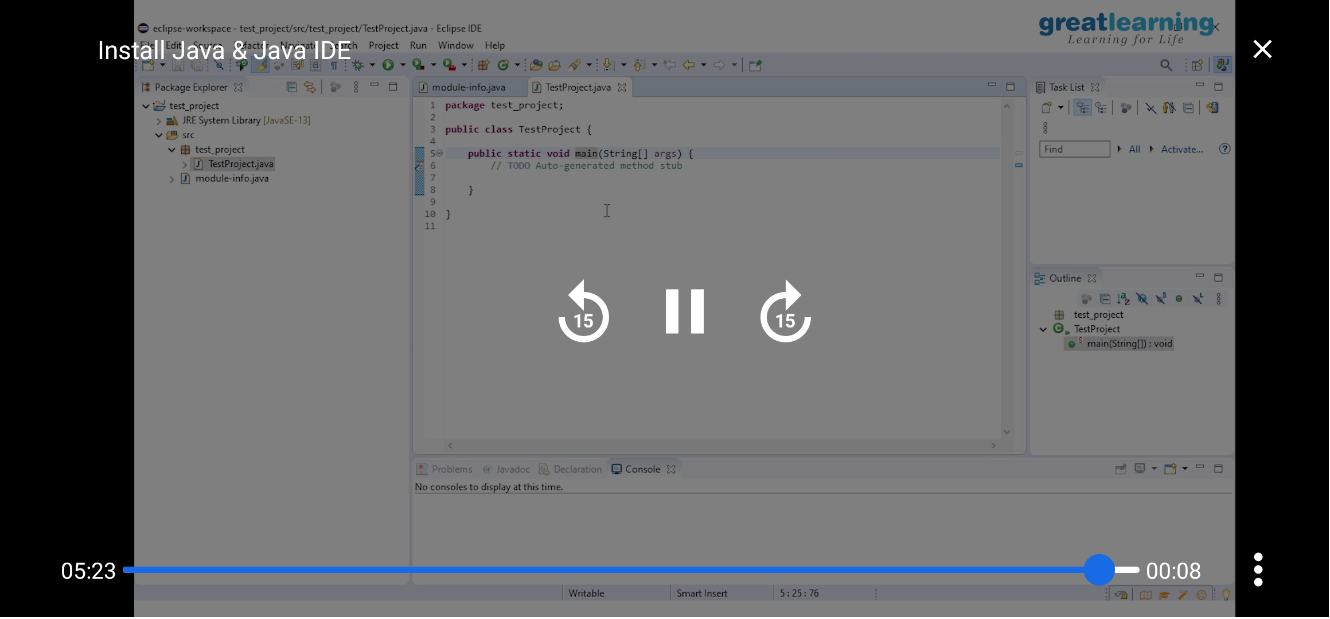 eclipse-workspace - test_project/src/test_project/TestProject.java - Eclipse IDE
greatlearning
Learning for Life
Install Java & Java IDE
File Edit Navigate Search Project Run Window Help
Package Explorer
test_project
JRE System Library [JavaSE-13]
src
test_project
TestProject.java
module-info.java
module-info.java
TestProject.java
1 package test_project;
2
3 public class TestProject {
4
5 public static void main(String[] args) {
6 // TODO Auto-generated method stub
7
8 }
9
10 }
11
Task List
Find
All
Activate...
Outline
test_project
TestProject
main(String[]) : void
15
15
Problems
Javadoc
Declaration
Console
No consoles to display at this time.
05:23
00:08
Writable
Smart Insert
5 : 25 : 76